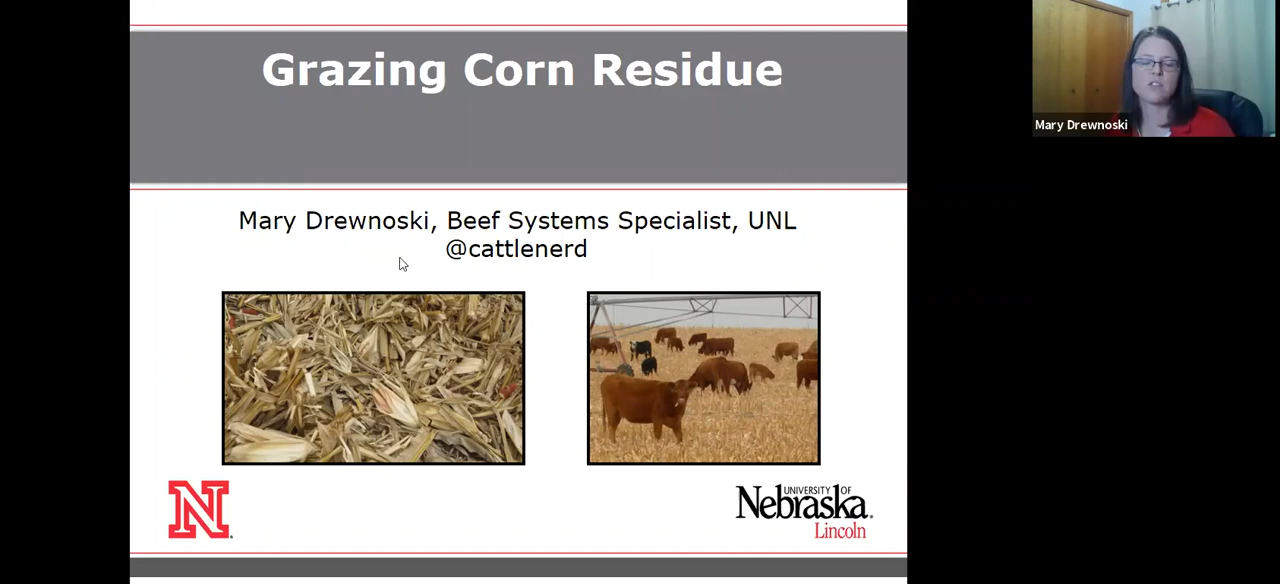 Grazing Corn Residue
Mary Drewnoski
Mary Drewnoski, Beef Systems Specialist, UNL
@cattlenerd
N
UNIVERSITY OF
Nebraska
Lincoln